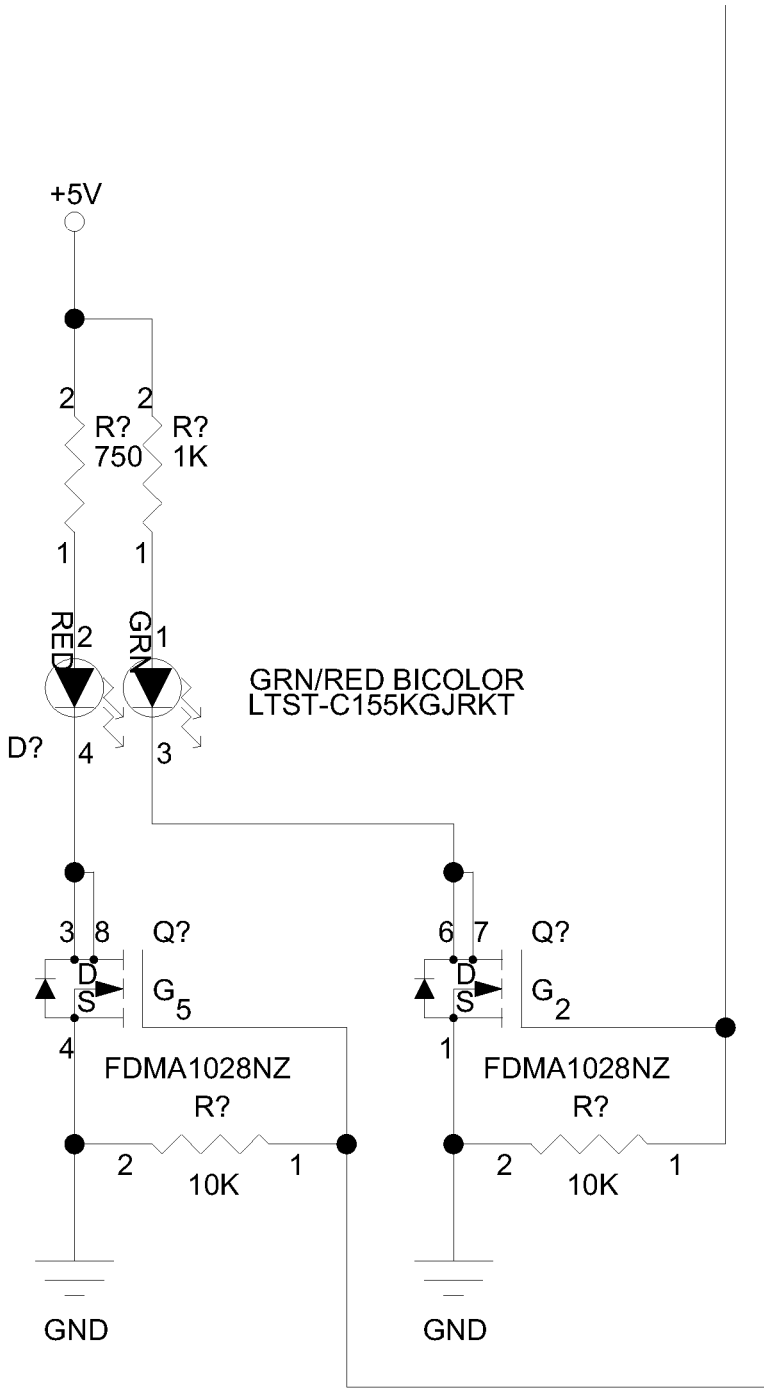 +5V
2
2
R?
750
R?
1K
1
1
RED
2
GRN
1
GRN/RED BICOLOR
LTST-C155KGJRKT
D?
4
3
3
8
Q?
6
7
Q?
D
S
G
5
D
S
G
2
4
1
FDMA1028NZ
FDMA1028NZ
R?
R?
2
1
2
1
10K
10K
GND
GND